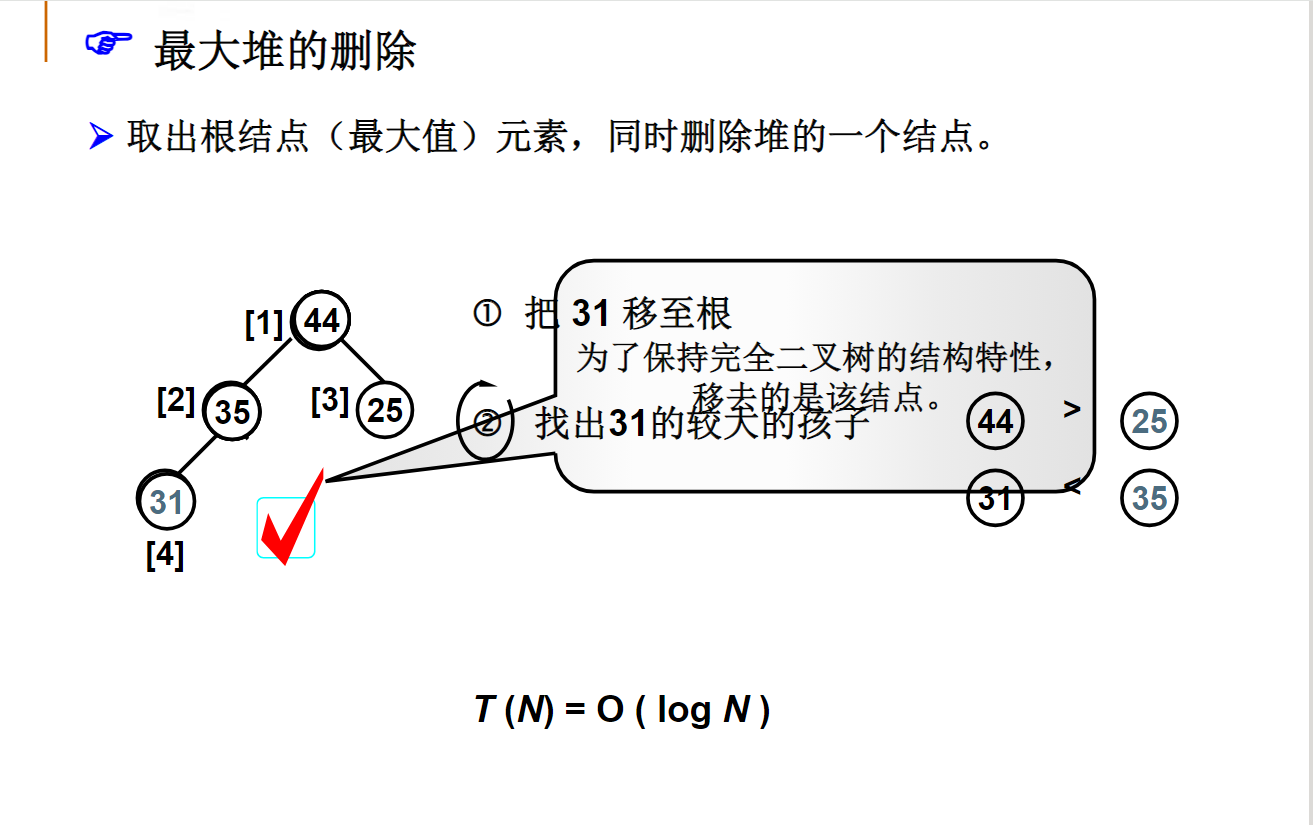 最大堆的删除
取出根结点（最大值）元素，同时删除堆的一个结点。
[1] 44
[2] 35 [3] 25
31
[4]
① 把 31 移至根
为了保持完全二叉树的结构特性，
移去的是该结点。
② 找出31的较大的孩子
44 > 25
31 < 35
T (N) = O ( log N )